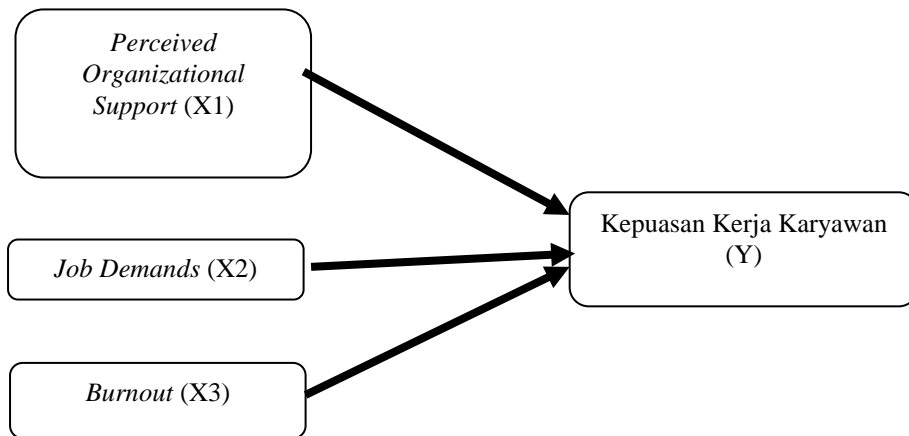 Perceived
Organizational
Support (X1)
Kepuasan Kerja Karyawan
(Y)
Job Demands (X2)
Burnout (X3)